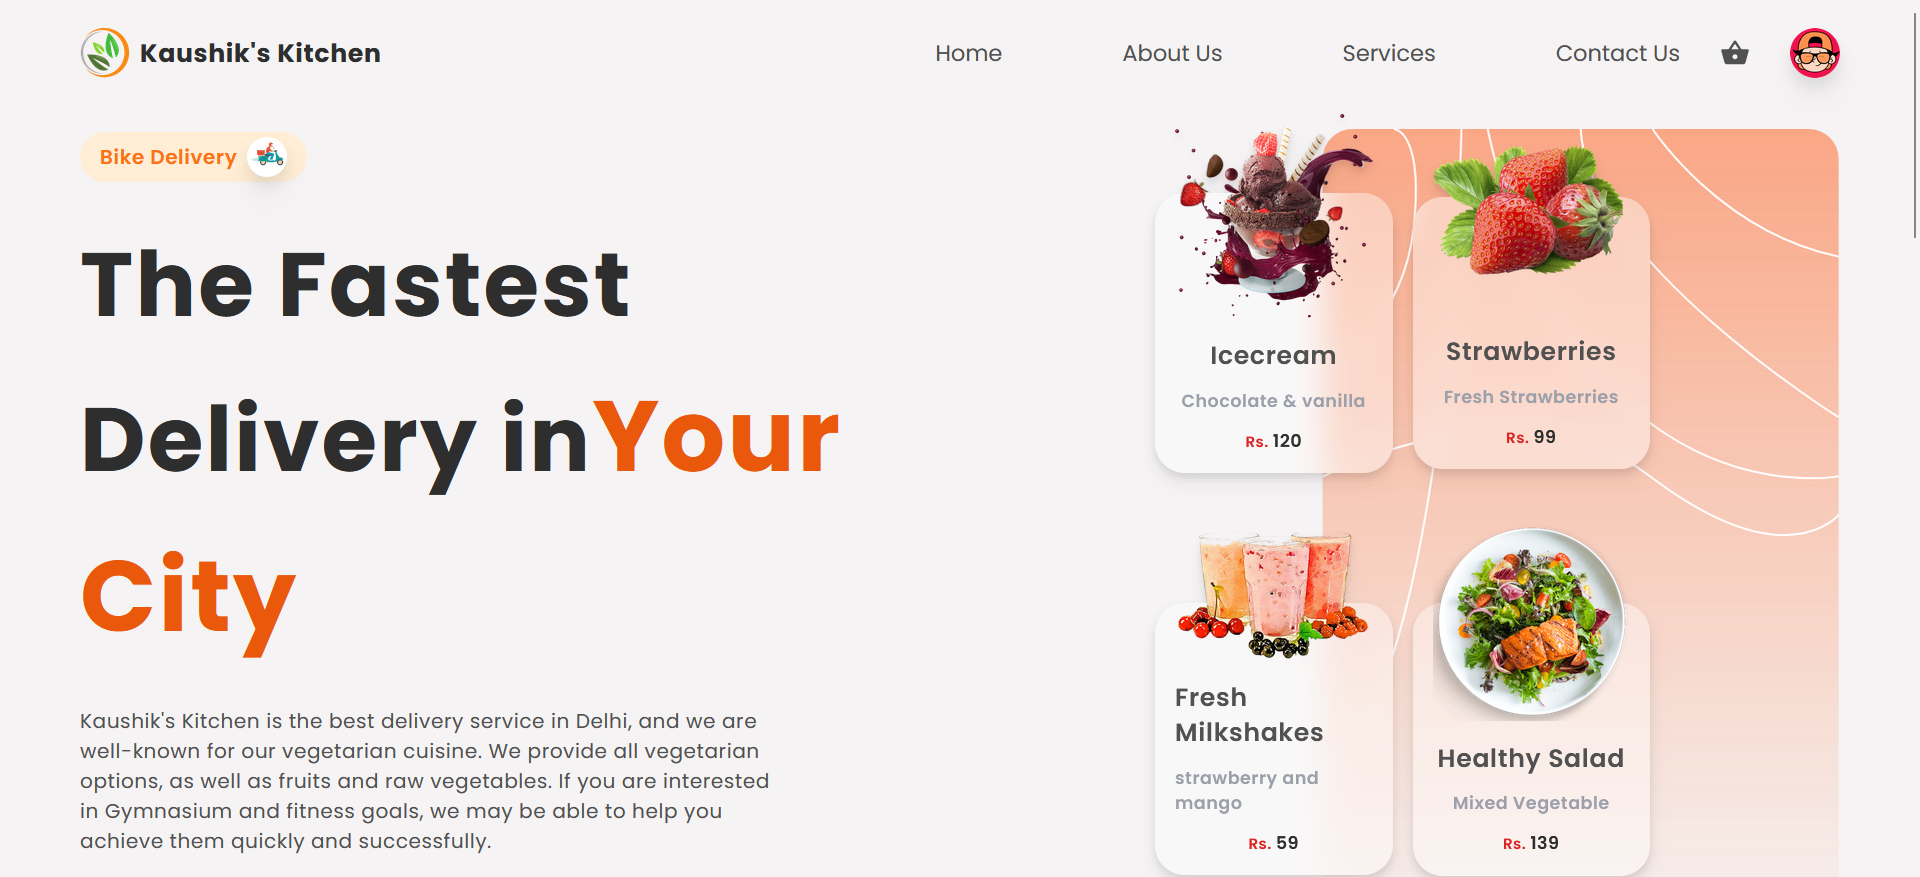 Kaushik's Kitchen
Home
About Us
Services
Contact Us
Bike Delivery
The Fastest
Delivery inYour
City
Kaushik's Kitchen is the best delivery service in Delhi, and we are
well-known for our vegetarian cuisine. We provide all vegetarian
options, as well as fruits and raw vegetables. If you are interested
in Gymnasium and fitness goals, we may be able to help you
achieve them quickly and successfully.
Icecream
Chocolate & vanilla
Rs. 120
Strawberries
Fresh Strawberries
Rs. 99
Fresh
Milkshakes
strawberry and
mango
Rs. 59
Healthy Salad
Mixed Vegetable
Rs. 139